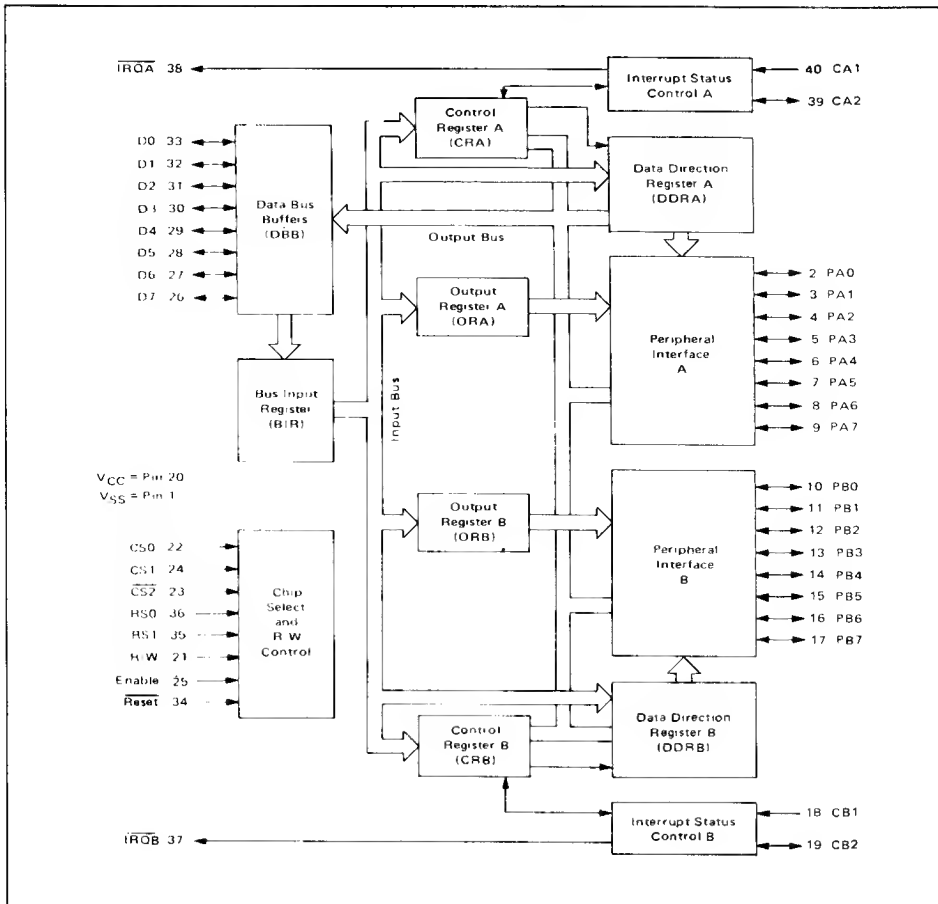 IRQA 38
Interrupt Status
Control A
40 CA1
39 CA2
Control
Register A
(CRA)
D0 33
D1 32
D2 31
D3 30
D4 29
D5 28
D6 27
D7 26
Data Bus
Buffers
(DBB)
Data Direction
Register A
(DDRA)
Output Bus
Output
Register A
(ORA)
Peripheral
Interface
A
2 PA0
3 PA1
4 PA2
5 PA3
6 PA4
7 PA5
8 PA6
9 PA7
Bus Input
Register
(BIR)
Input Bus
VCC = Pin 20
VSS = Pin 1
CS0 22
CS1 24
CS2 23
RS0 36
RS1 35
R/W 21
Enable 25
Reset 34
Chip
Select
and
R/W
Control
Output
Register B
(ORB)
Peripheral
Interface
B
10 PB0
11 PB1
12 PB2
13 PB3
14 PB4
15 PB5
16 PB6
17 PB7
Control
Register B
(CRB)
Data Direction
Register B
(DDRB)
IRQB 37
Interrupt Status
Control B
18 CB1
19 CB2